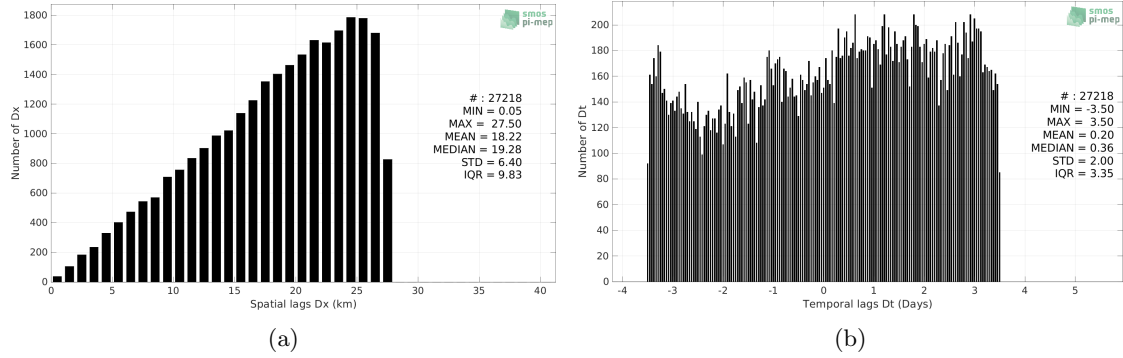 smos
pi-mep
Number of Dx
1800
1600
1400
1200
1000
800
600
400
200
0
# : 27218
MIN = 0.05
MAX = 27.50
MEAN = 18.22
MEDIAN = 19.28
STD = 6.40
IQR = 9.83
0 5 10 15 20 25 30 35 40
Spatial lags Dx (km)
(a)
smos
pi-mep
Number of Dt
200
180
160
140
120
100
80
60
40
20
0
# : 27218
MIN = -3.50
MAX = 3.50
MEAN = 0.20
MEDIAN = 0.36
STD = 2.00
IQR = 3.35
-4 -3 -2 -1 0 1 2 3 4 5
Temporal lags Dt (Days)
(b)